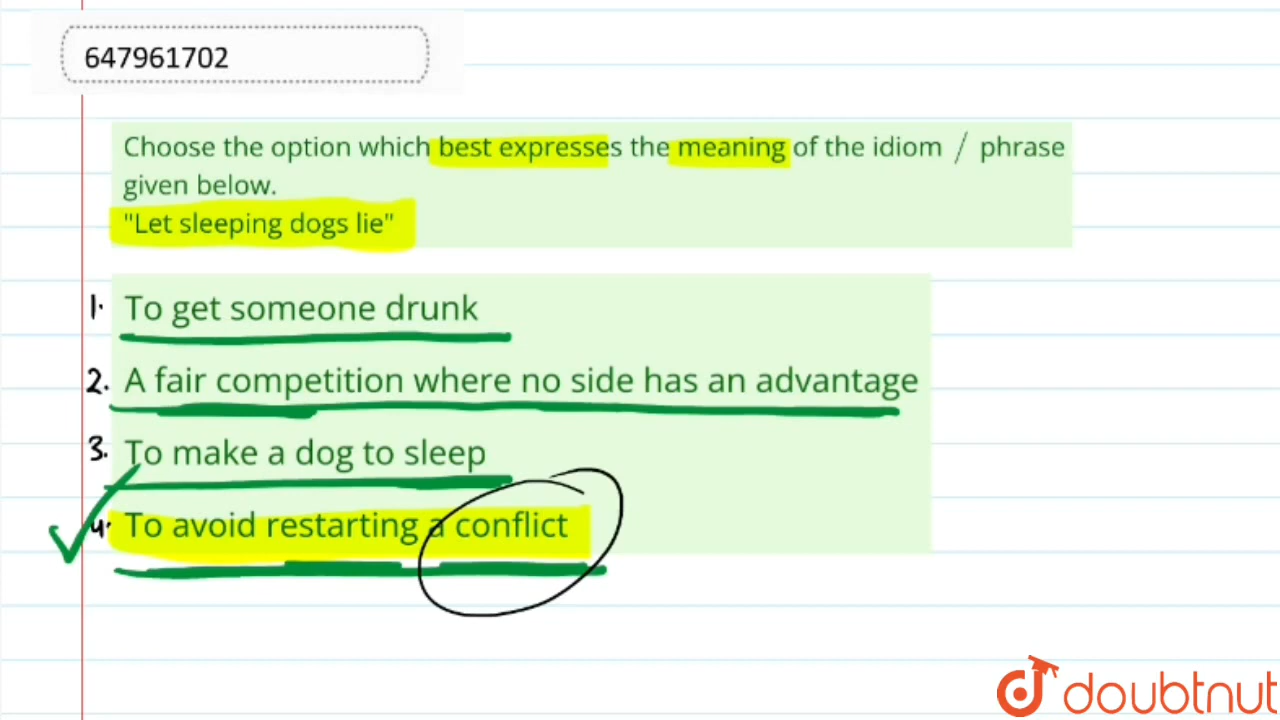 647961702
Choose the option which best expresses the meaning of the idiom / phrase
given below.
"Let sleeping dogs lie"
1. To get someone drunk
2. A fair competition where no side has an advantage
3. To make a dog to sleep
4. To avoid restarting a conflict
doubtnut